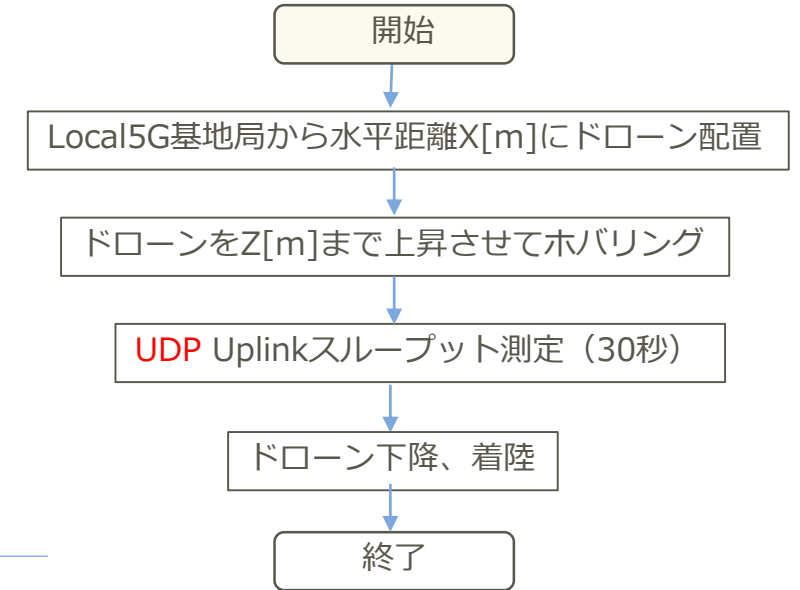 開始
Local5G基地局から水平距離X[m]にドローン配置
ドローンをZ[m]まで上昇させてホバリング
UDP Uplinkスループット測定（30秒）
ドローン下降、着陸
終了